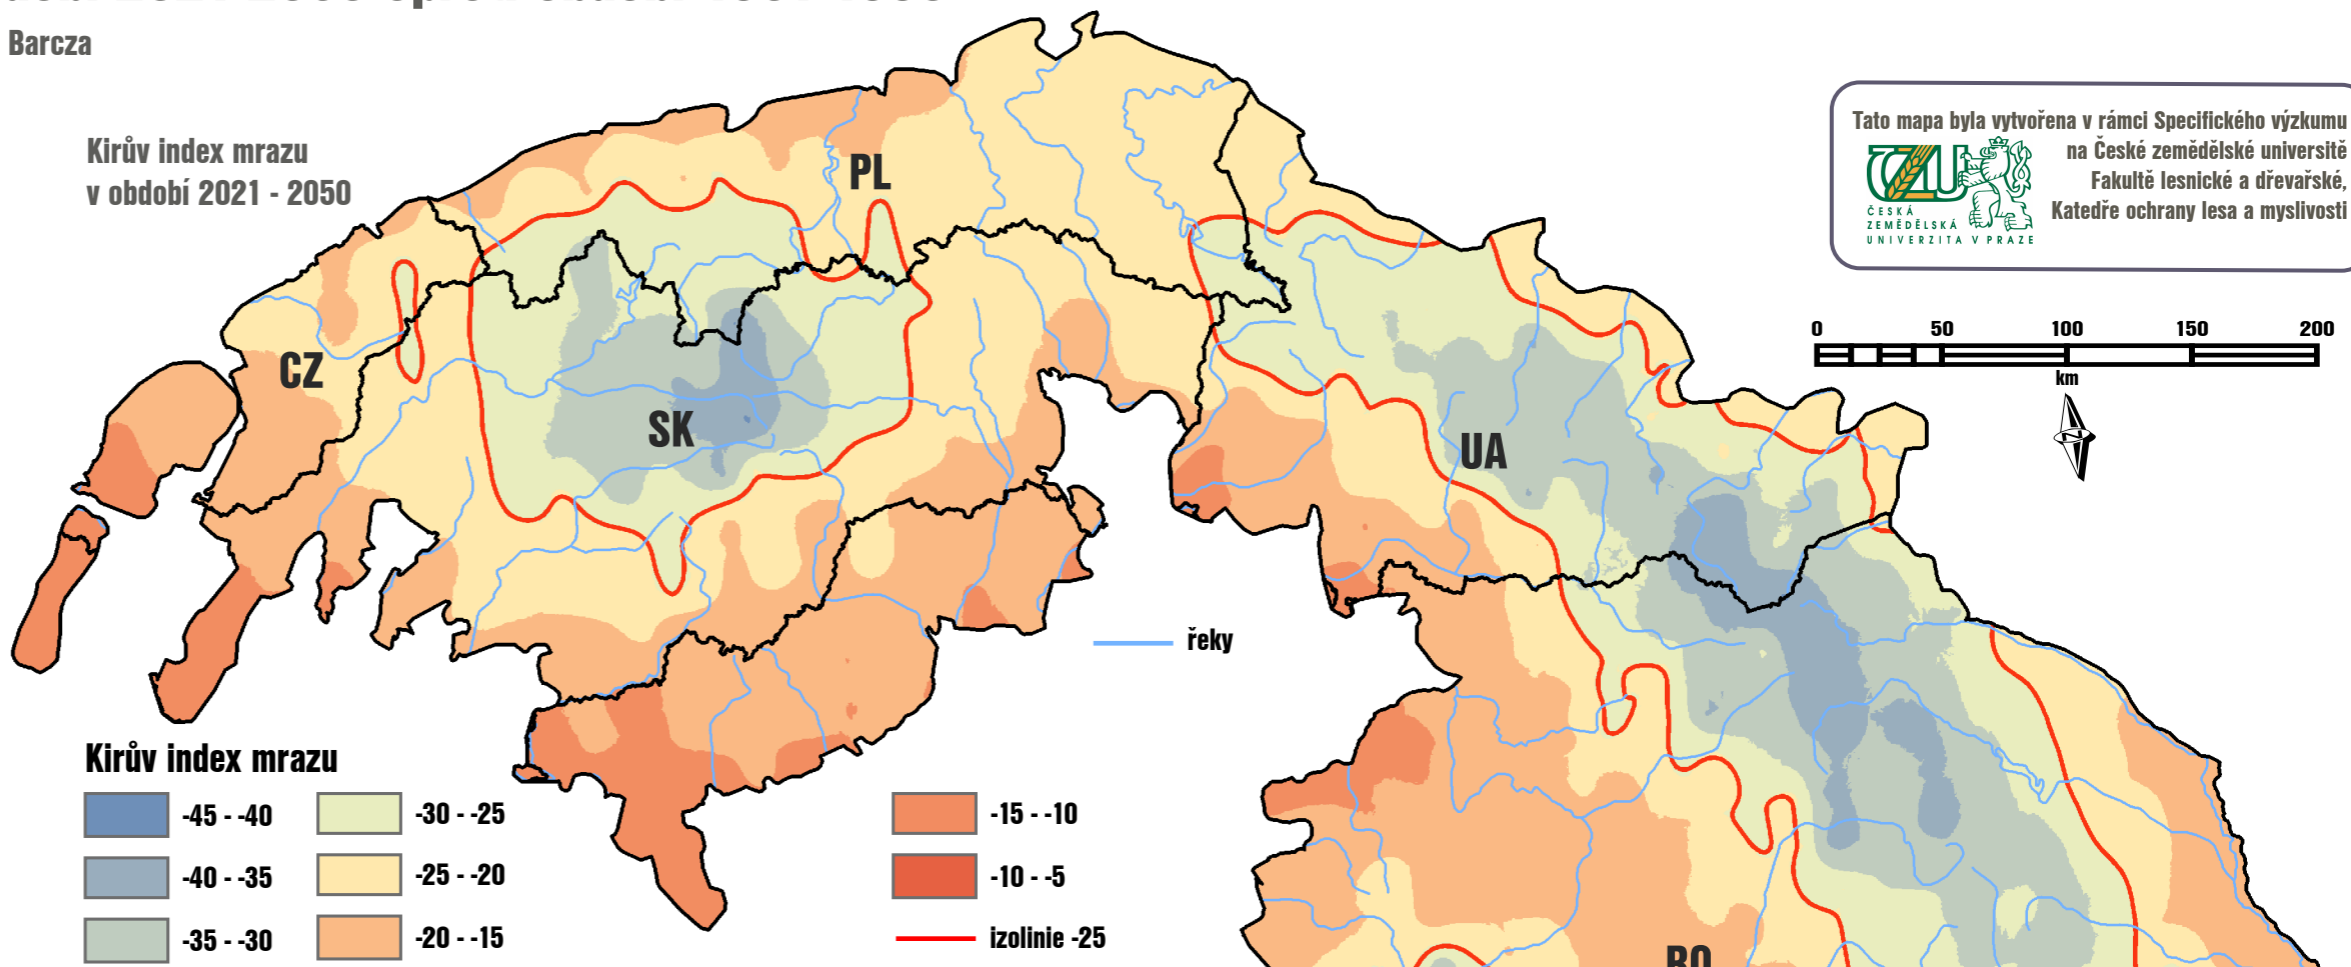 Barcza
Kirův index mrazu
v období 2021 - 2050
Tato mapa byla vytvořena v rámci Specifického výzkumu
na České zemědělské universitě
Fakultě lesnické a dřevařské,
Katedře ochrany lesa a myslivosti
ČZU
ČESKÁ
ZEMĚDĚLSKÁ
UNIVERZITA V PRAZE
0 50 100 150 200
km
N
PL
CZ
SK
UA
RO
řeky
Kirův index mrazu
-45 - -40
-40 - -35
-35 - -30
-30 - -25
-25 - -20
-20 - -15
-15 - -10
-10 - -5
izolinie -25